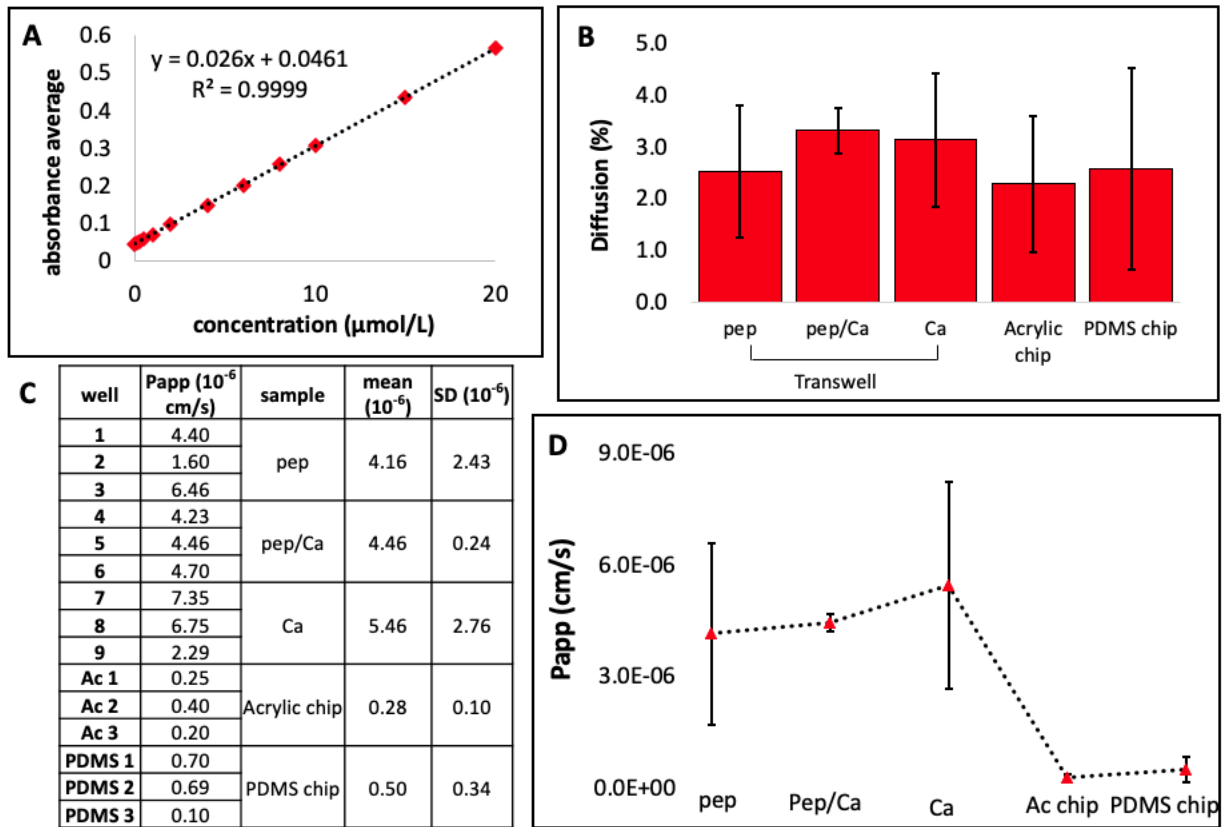 A
y = 0.026x + 0.0461
R² = 0.9999
absorbance average
0.6
0.5
0.4
0.3
0.2
0.1
0
0 10 20
concentration (µmol/L)
B
Diffusion (%)
5.0
4.0
3.0
2.0
1.0
0.0
pep pep/Ca Ca Acrylic chip PDMS chip
Transwell
C
well Papp (10⁻⁶ cm/s) sample mean (10⁻⁶) SD (10⁻⁶)
1 4.40
2 1.60 pep 4.16 2.43
3 6.46
4 4.23
5 4.46 pep/Ca 4.46 0.24
6 4.70
7 7.35
8 6.75 Ca 5.46 2.76
9 2.29
Ac 1 0.25
Ac 2 0.40 Acrylic chip 0.28 0.10
Ac 3 0.20
PDMS 1 0.70
PDMS 2 0.69 PDMS chip 0.50 0.34
PDMS 3 0.10
D
Papp (cm/s)
9.0E-06
6.0E-06
3.0E-06
0.0E+00
pep Pep/Ca Ca Ac chip PDMS chip